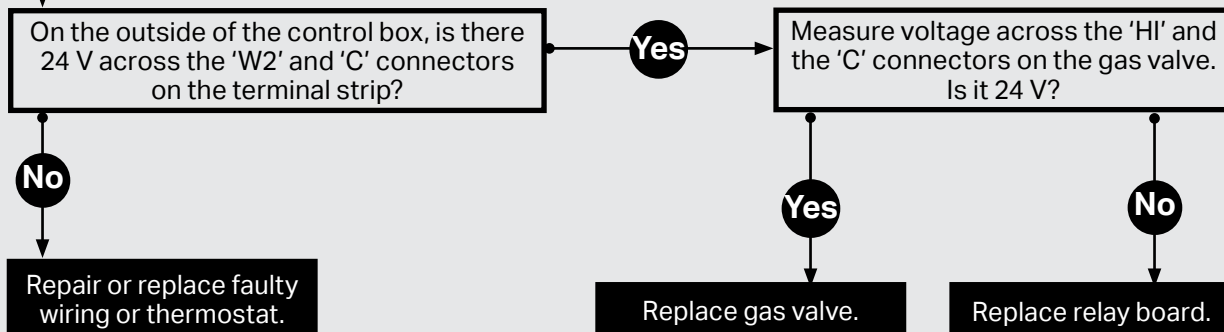 On the outside of the control box, is there
24 V across the ‘W2’ and ‘C’ connectors
on the terminal strip?
Yes
Measure voltage across the ‘HI’ and
the ‘C’ connectors on the gas valve.
Is it 24 V?
No
Yes
No
Repair or replace faulty
wiring or thermostat.
Replace gas valve.
Replace relay board.